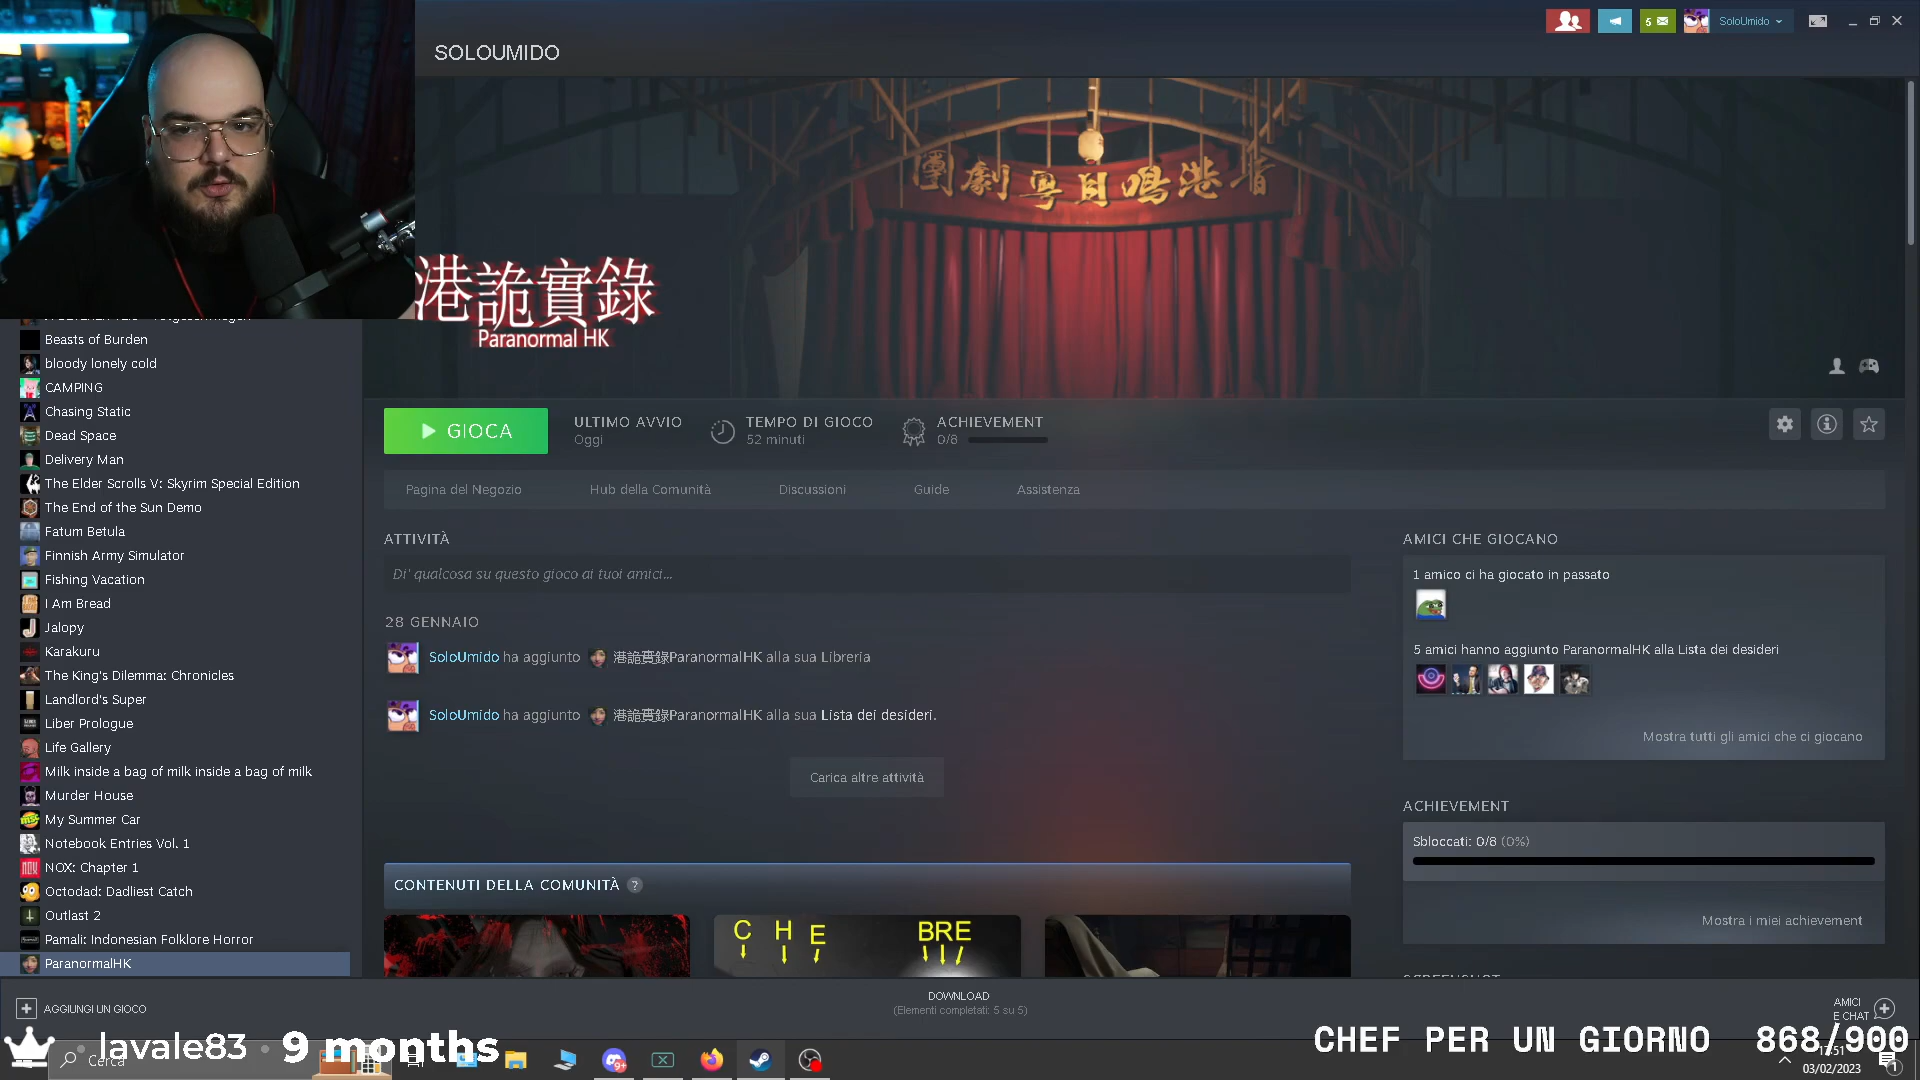 5
SoloUmido
SOLOUMIDO
港詭實錄
Paranormal HK
Beasts of Burden
bloody lonely cold
CAMPING
Chasing Static
Dead Space
Delivery Man
The Elder Scrolls V: Skyrim Special Edition
The End of the Sun Demo
Fatum Betula
Finnish Army Simulator
Fishing Vacation
I Am Bread
Jalopy
Karakuru
The King's Dilemma: Chronicles
Landlord's Super
Liber Prologue
Life Gallery
Milk inside a bag of milk inside a bag of milk
Murder House
My Summer Car
Notebook Entries Vol. 1
NOX: Chapter 1
Octodad: Dadliest Catch
Outlast 2
Pamali: Indonesian Folklore Horror
ParanormalHK
GIOCA
ULTIMO AVVIO
Oggi
TEMPO DI GIOCO
52 minuti
ACHIEVEMENT
0/8
Pagina del Negozio
Hub della Comunità
Discussioni
Guide
Assistenza
ATTIVITÀ
Di' qualcosa su questo gioco ai tuoi amici...
28 GENNAIO
SoloUmido ha aggiunto 港詭實錄ParanormalHK alla sua Libreria
SoloUmido ha aggiunto 港詭實錄ParanormalHK alla sua Lista dei desideri.
Carica altre attività
CONTENUTI DELLA COMUNITÀ ?
C H E BRE
AMICI CHE GIOCANO
1 amico ci ha giocato in passato
5 amici hanno aggiunto ParanormalHK alla Lista dei desideri
Mostra tutti gli amici che ci giocano
ACHIEVEMENT
Sbloccati: 0/8 (0%)
Mostra i miei achievement
AGGIUNGI UN GIOCO
DOWNLOAD
(Elementi completati: 5 su 5)
AMICI
E CHAT
lavale83 • 9 months
CHEF PER UN GIORNO 868/900
Cerca
03/02/2023